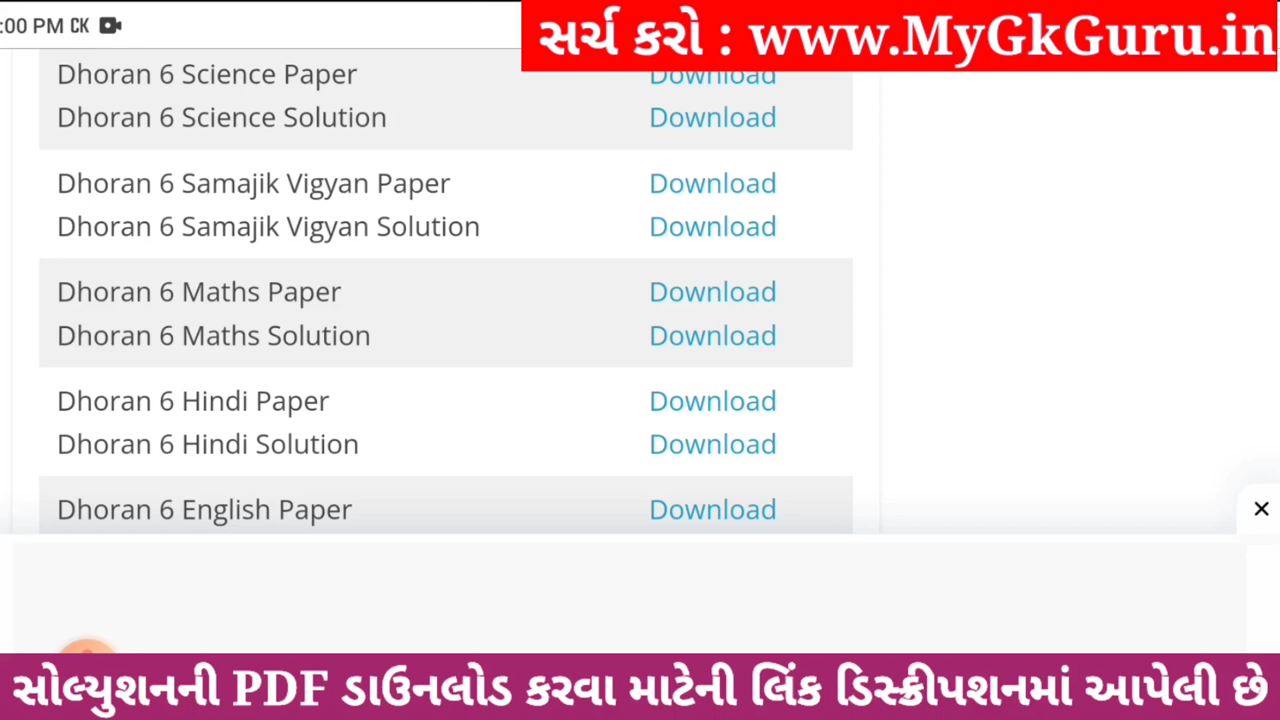 :00 PM CK
સર્ચ કરો : www.MyGkGuru.in
Dhoran 6 Science Paper Download
Dhoran 6 Science Solution Download
Dhoran 6 Samajik Vigyan Paper Download
Dhoran 6 Samajik Vigyan Solution Download
Dhoran 6 Maths Paper Download
Dhoran 6 Maths Solution Download
Dhoran 6 Hindi Paper Download
Dhoran 6 Hindi Solution Download
Dhoran 6 English Paper Download
સોલ્યુશનની PDF ડાઉનલોડ કરવા માટેની લિંક ડિસ્ક્રીપશનમાં આપેલી છે